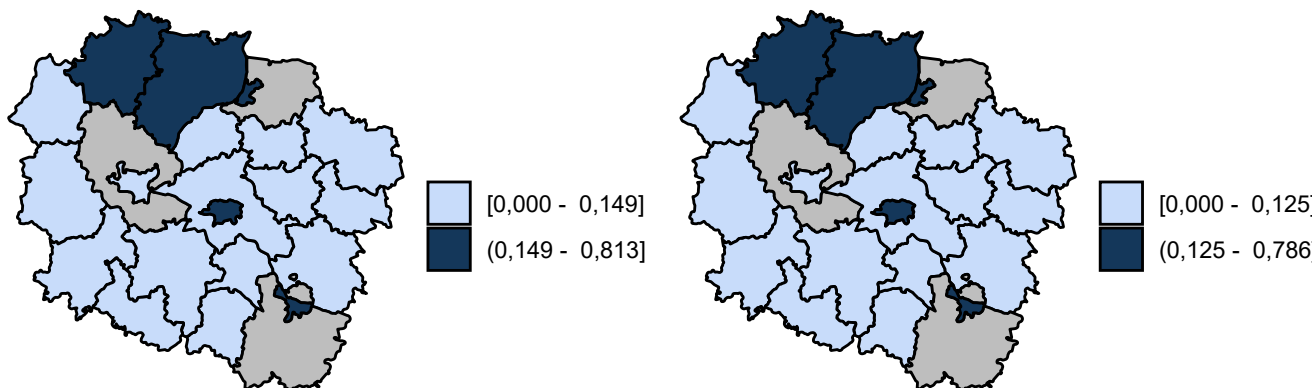 [0,000 - 0,149]
(0,149 - 0,813]
[0,000 - 0,125]
(0,125 - 0,786]